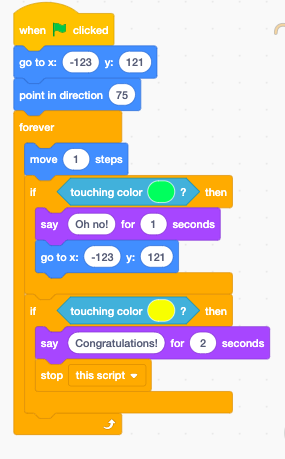 when clicked
go to x: -123 y: 121
point in direction 75
forever
move 1 steps
if touching color ? then
say Oh no! for 1 seconds
go to x: -123 y: 121
if touching color ? then
say Congratulations! for 2 seconds
stop this script